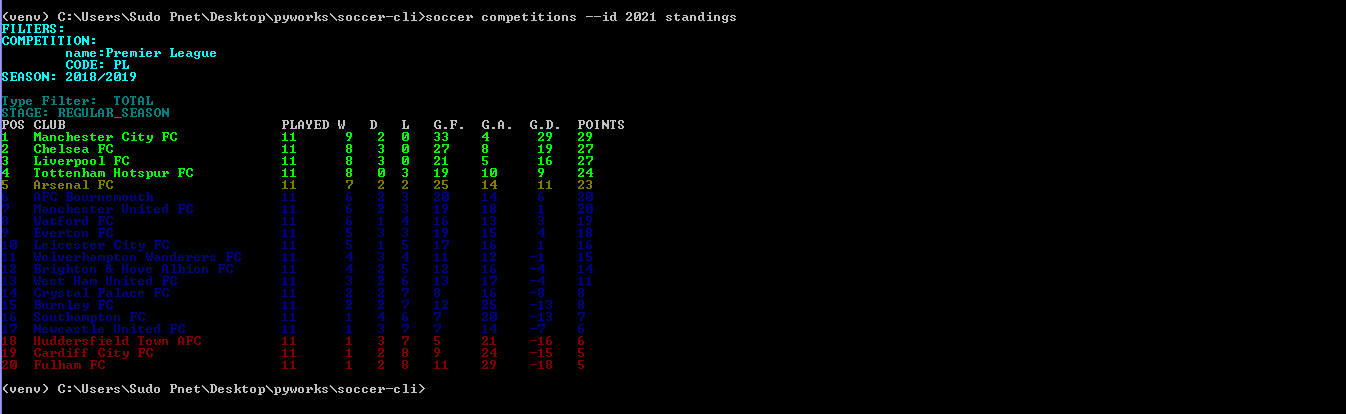 (venv) C:\Users\Sudo Pnet\Desktop\pyworks\soccer-cli>soccer competitions --id 2021 standings
FILTERS:
COMPETITION:
name:Premier League
CODE: PL
SEASON: 2018/2019
Type Filter: TOTAL
STAGE: REGULAR_SEASON
POS CLUB PLAYED W D L G.F. G.A. G.D. POINTS
1 Manchester City FC 11 9 2 0 33 4 29 29
2 Chelsea FC 11 8 3 0 27 8 19 27
3 Liverpool FC 11 8 3 0 21 5 16 27
4 Tottenham Hotspur FC 11 8 0 3 19 10 9 24
5 Arsenal FC 11 7 2 2 25 14 11 23
6 AFC Bournemouth 11 6 2 3 20 14 6 20
7 Manchester United FC 11 6 2 3 19 18 1 20
8 Watford FC 11 6 1 4 16 13 3 19
9 Everton FC 11 5 3 3 19 15 4 18
10 Leicester City FC 11 5 1 5 17 16 1 16
11 Wolverhampton Wanderers FC 11 4 3 4 11 12 -1 15
12 Brighton & Hove Albion FC 11 4 2 5 12 16 -4 14
13 West Ham United FC 11 3 2 6 13 17 -4 11
14 Crystal Palace FC 11 2 2 7 8 16 -8 8
15 Burnley FC 11 2 2 7 12 25 -13 8
16 Southampton FC 11 1 4 6 7 20 -13 7
17 Newcastle United FC 11 1 3 7 7 14 -7 6
18 Huddersfield Town AFC 11 1 3 7 5 21 -16 6
19 Cardiff City FC 11 1 2 8 9 24 -15 5
20 Fulham FC 11 1 2 8 11 29 -18 5
(venv) C:\Users\Sudo Pnet\Desktop\pyworks\soccer-cli>